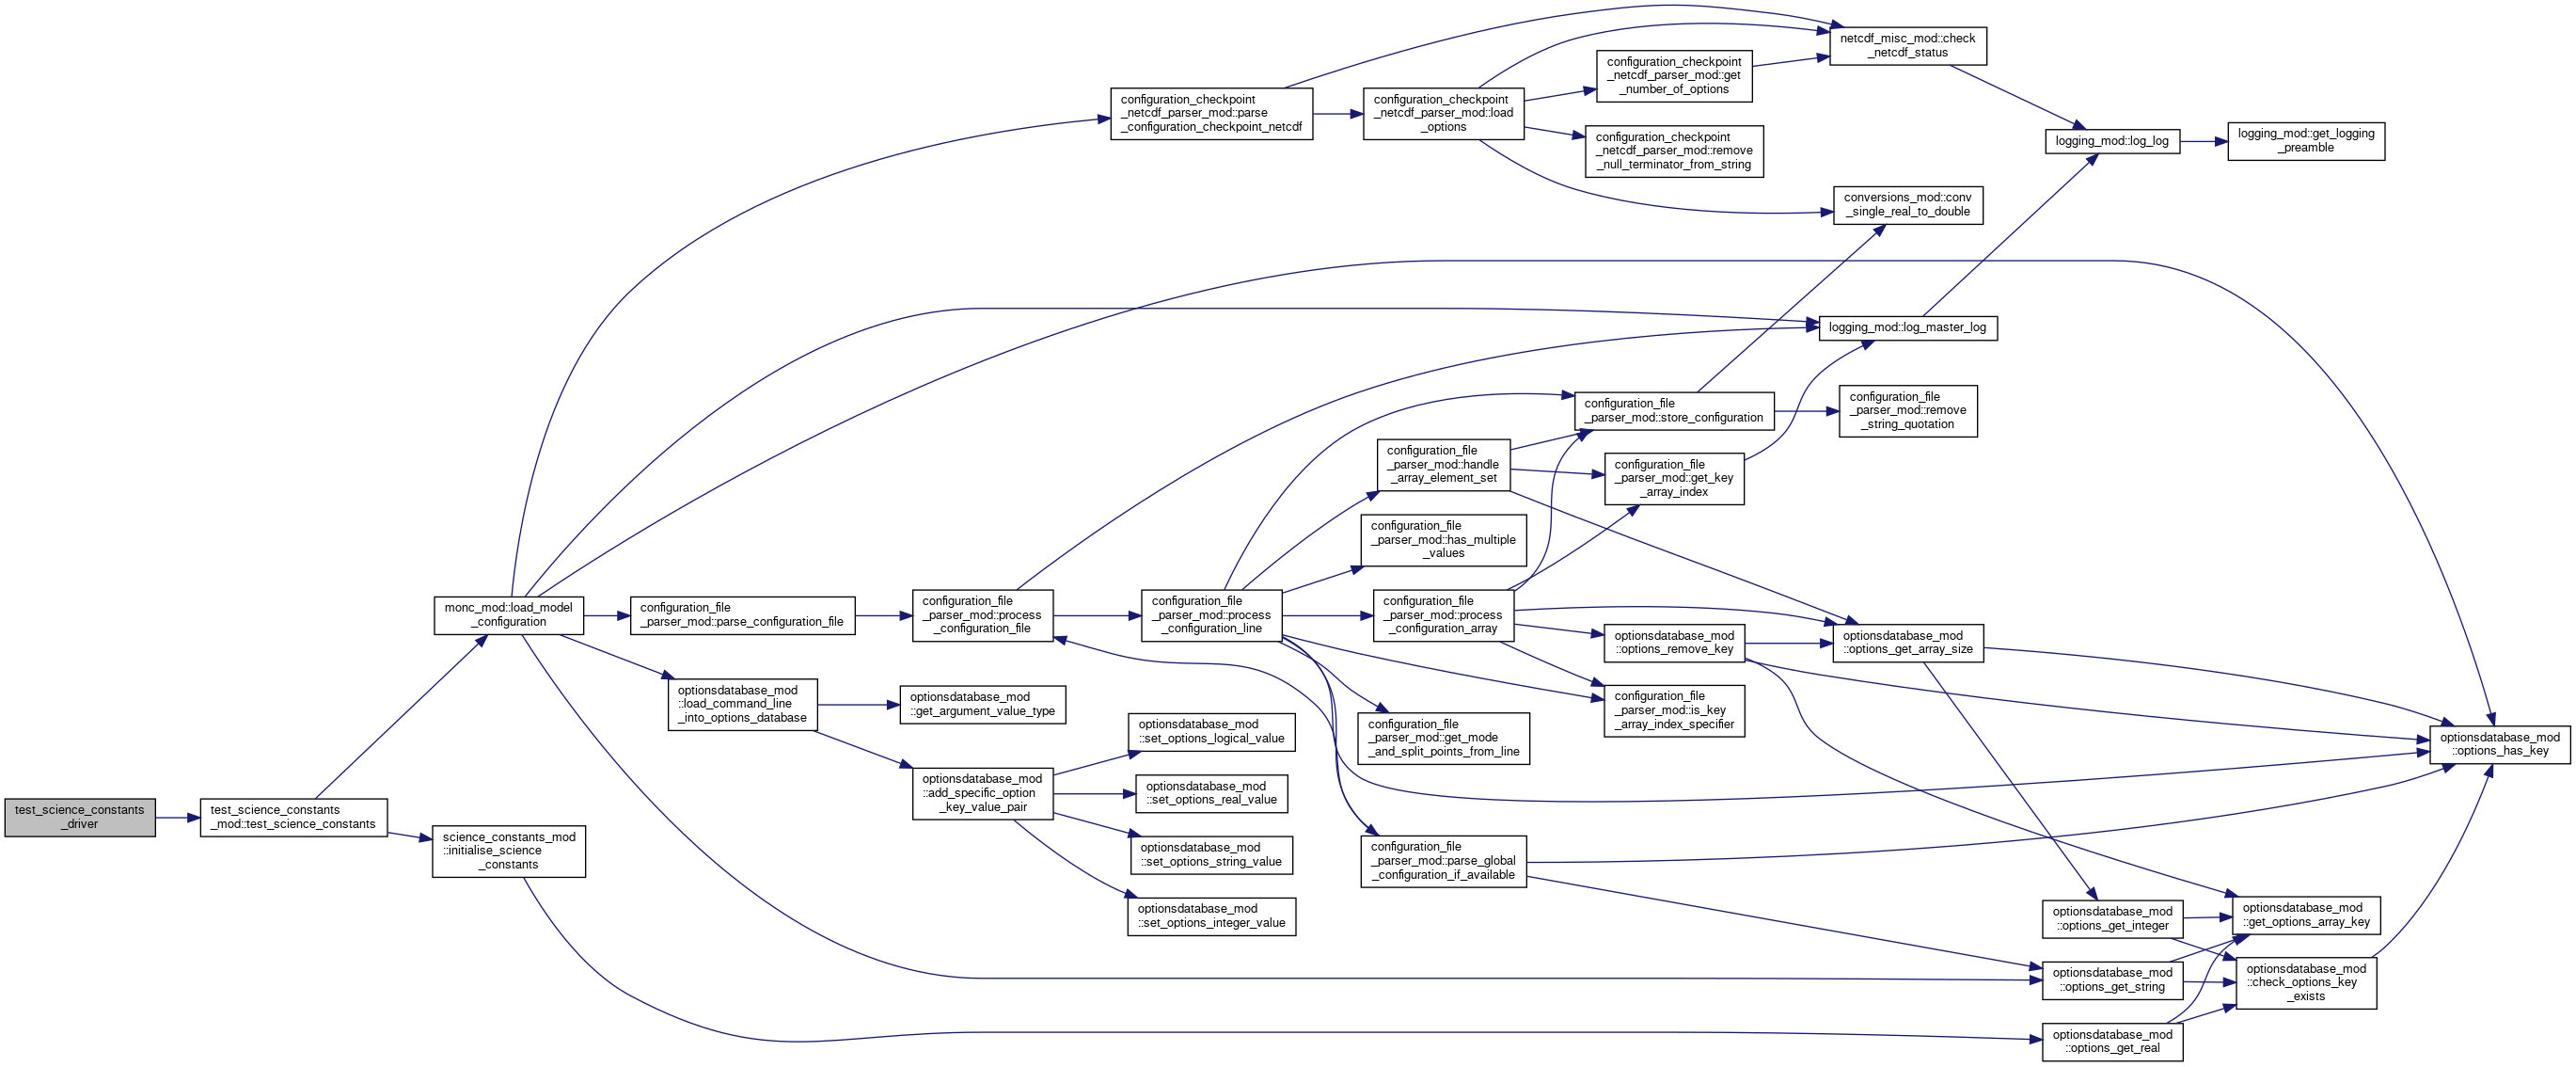 test_science_constants
_driver
test_science_constants
_mod::test_science_constants
monc_mod::load_model
_configuration
science_constants_mod
::initialise_science
_constants
configuration_file
_parser_mod::parse_configuration_file
optionsdatabase_mod
::load_command_line
_into_options_database
configuration_file
_parser_mod::process
_configuration_file
optionsdatabase_mod
::get_argument_value_type
optionsdatabase_mod
::add_specific_option
_key_value_pair
configuration_checkpoint
_netcdf_parser_mod::parse
_configuration_checkpoint_netcdf
configuration_file
_parser_mod::process
_configuration_line
optionsdatabase_mod
::set_options_logical_value
optionsdatabase_mod
::set_options_real_value
optionsdatabase_mod
::set_options_string_value
optionsdatabase_mod
::set_options_integer_value
configuration_checkpoint
_netcdf_parser_mod::load
_options
configuration_file
_parser_mod::handle
_array_element_set
configuration_file
_parser_mod::has_multiple
_values
configuration_file
_parser_mod::process
_configuration_array
configuration_file
_parser_mod::get_mode
_and_split_points_from_line
configuration_file
_parser_mod::parse_global
_configuration_if_available
configuration_checkpoint
_netcdf_parser_mod::get
_number_of_options
configuration_checkpoint
_netcdf_parser_mod::remove
_null_terminator_from_string
configuration_file
_parser_mod::store_configuration
configuration_file
_parser_mod::get_key
_array_index
optionsdatabase_mod
::options_remove_key
configuration_file
_parser_mod::is_key
_array_index_specifier
netcdf_misc_mod::check
_netcdf_status
conversions_mod::conv
_single_real_to_double
logging_mod::log_master_log
configuration_file
_parser_mod::remove
_string_quotation
optionsdatabase_mod
::options_get_array_size
logging_mod::log_log
optionsdatabase_mod
::options_get_integer
optionsdatabase_mod
::options_get_string
optionsdatabase_mod
::options_get_real
logging_mod::get_logging
_preamble
optionsdatabase_mod
::get_options_array_key
optionsdatabase_mod
::check_options_key
_exists
optionsdatabase_mod
::options_has_key